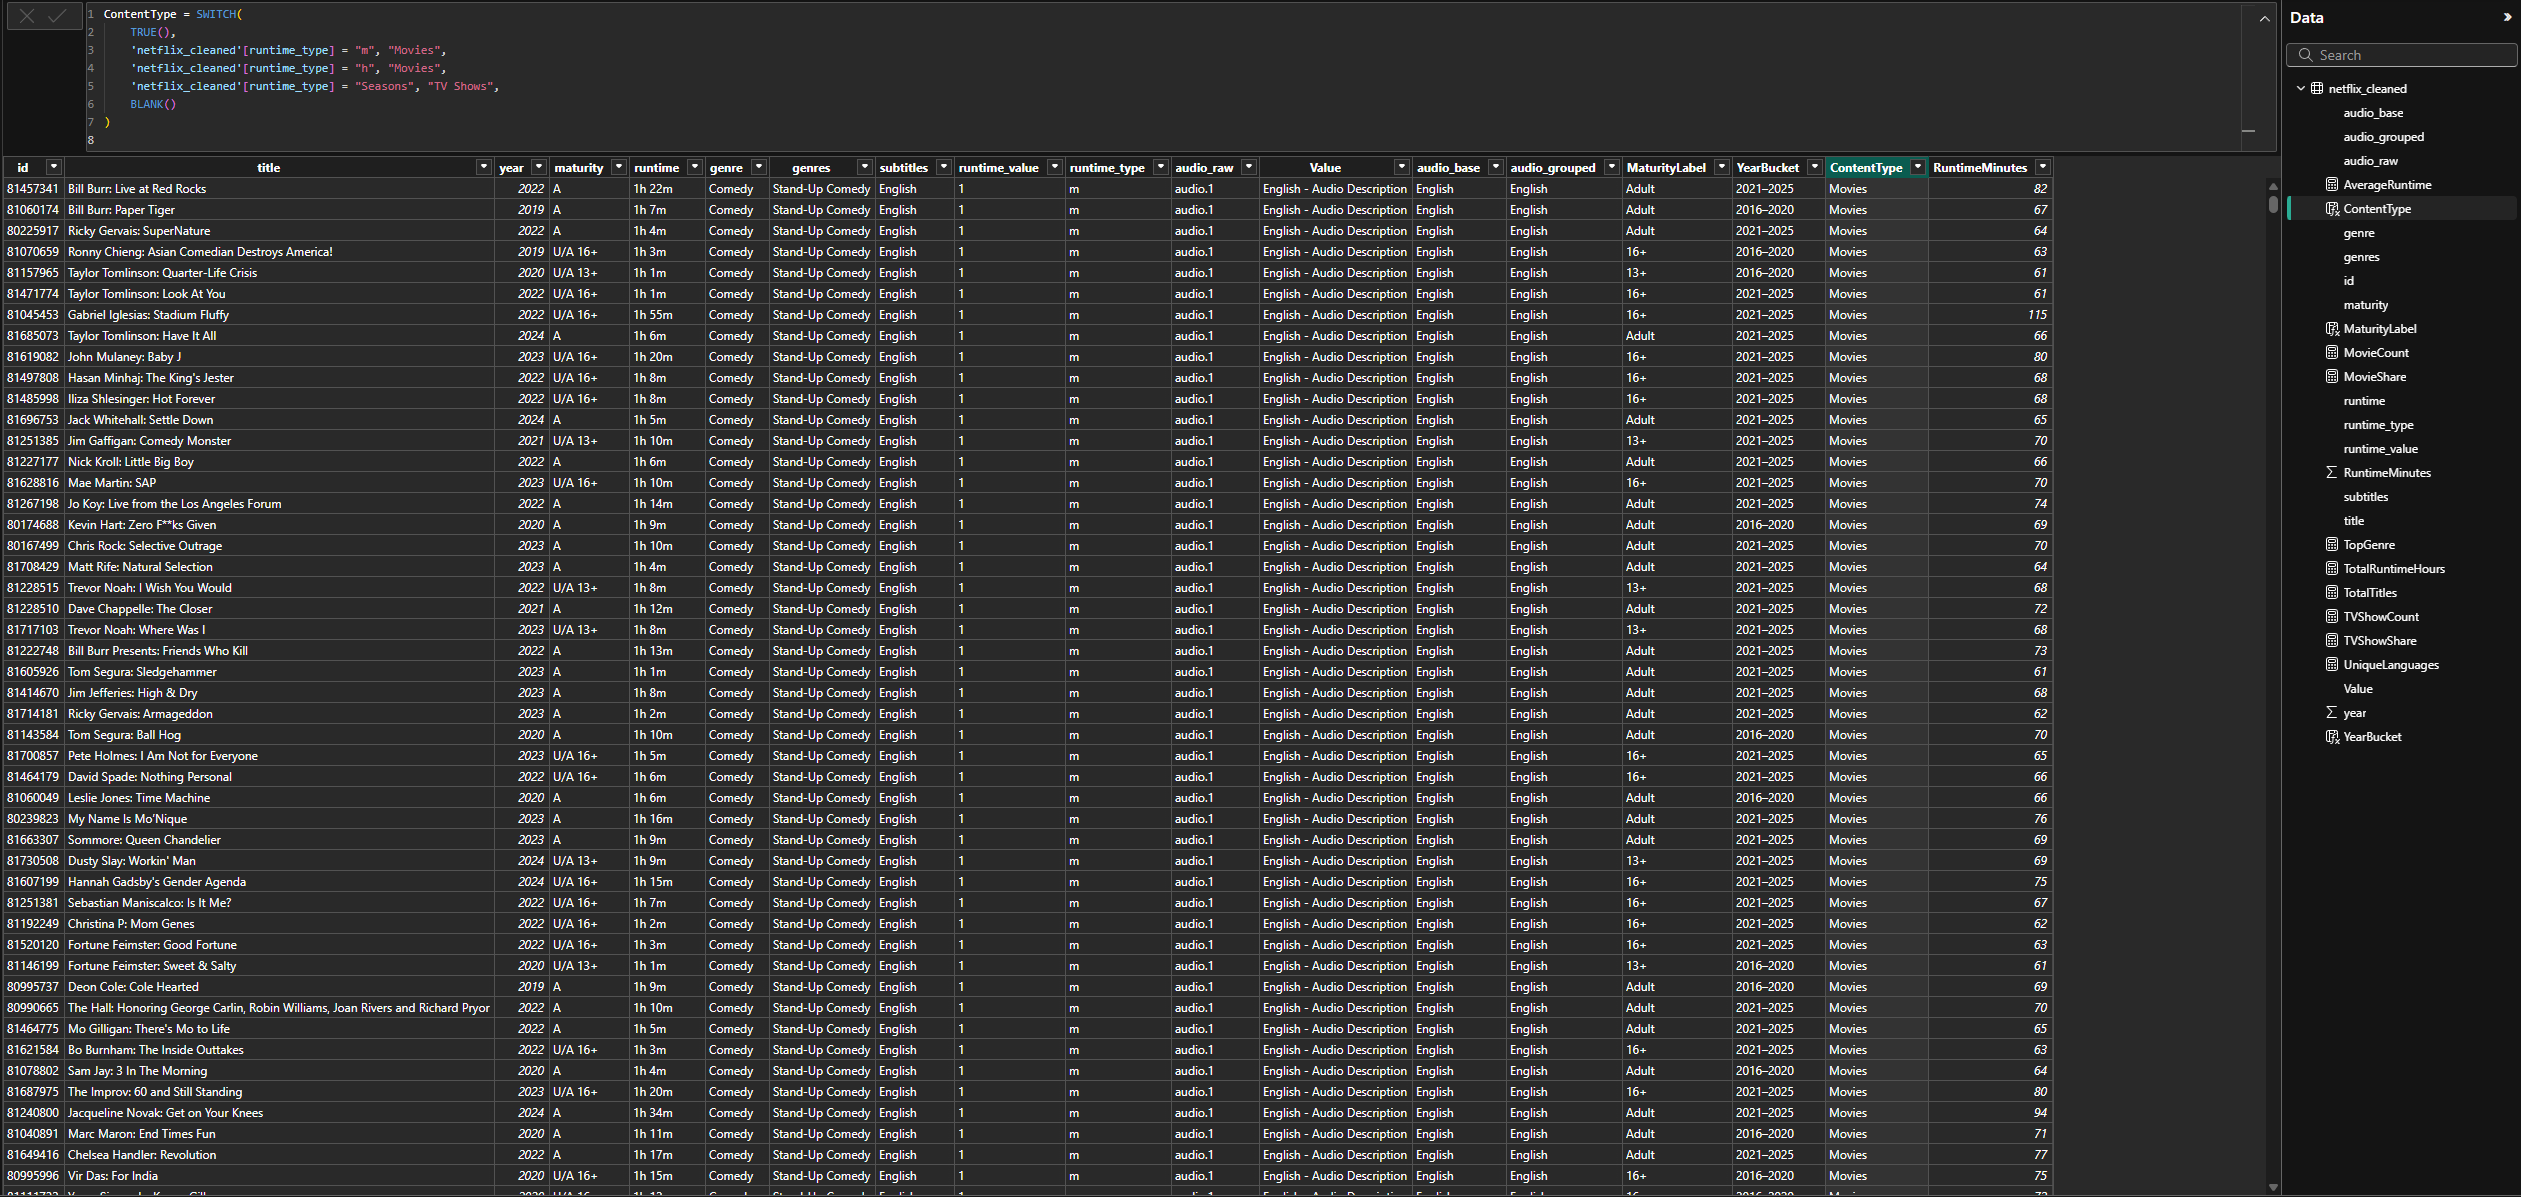 1 ContentType = SWITCH(
2 TRUE(),
3 'netflix_cleaned'[runtime_type] = "m", "Movies",
4 'netflix_cleaned'[runtime_type] = "h", "Movies",
5 'netflix_cleaned'[runtime_type] = "Seasons", "TV Shows",
6 BLANK()
7 )
8
id title year maturity runtime genre genres subtitles runtime_value runtime_type audio_raw Value audio_base audio_grouped MaturityLabel YearBucket ContentType RuntimeMinutes
81457341 Bill Burr: Live at Red Rocks 2022 A 1h 22m Comedy Stand-Up Comedy English 1 m audio.1 English - Audio Description English English Adult 2021–2025 Movies 82
81060174 Bill Burr: Paper Tiger 2019 A 1h 7m Comedy Stand-Up Comedy English 1 m audio.1 English - Audio Description English English Adult 2016–2020 Movies 67
80225917 Ricky Gervais: SuperNature 2022 A 1h 4m Comedy Stand-Up Comedy English 1 m audio.1 English - Audio Description English English Adult 2021–2025 Movies 64
81070659 Ronny Chieng: Asian Comedian Destroys America! 2019 U/A 16+ 1h 3m Comedy Stand-Up Comedy English 1 m audio.1 English - Audio Description English English 16+ 2016–2020 Movies 63
81157965 Taylor Tomlinson: Quarter-Life Crisis 2020 U/A 13+ 1h 1m Comedy Stand-Up Comedy English 1 m audio.1 English - Audio Description English English 13+ 2016–2020 Movies 61
81471774 Taylor Tomlinson: Look At You 2022 U/A 16+ 1h 1m Comedy Stand-Up Comedy English 1 m audio.1 English - Audio Description English English 16+ 2021–2025 Movies 61
81045453 Gabriel Iglesias: Stadium Fluffy 2022 U/A 16+ 1h 55m Comedy Stand-Up Comedy English 1 m audio.1 English - Audio Description English English 16+ 2021–2025 Movies 115
81685073 Taylor Tomlinson: Have It All 2024 A 1h 6m Comedy Stand-Up Comedy English 1 m audio.1 English - Audio Description English English Adult 2021–2025 Movies 66
81619082 John Mulaney: Baby J 2023 U/A 16+ 1h 20m Comedy Stand-Up Comedy English 1 m audio.1 English - Audio Description English English 16+ 2021–2025 Movies 80
81497808 Hasan Minhaj: The King's Jester 2022 U/A 16+ 1h 8m Comedy Stand-Up Comedy English 1 m audio.1 English - Audio Description English English 16+ 2021–2025 Movies 68
81485998 Iliza Shlesinger: Hot Forever 2022 U/A 16+ 1h 8m Comedy Stand-Up Comedy English 1 m audio.1 English - Audio Description English English 16+ 2021–2025 Movies 68
81696753 Jack Whitehall: Settle Down 2024 A 1h 5m Comedy Stand-Up Comedy English 1 m audio.1 English - Audio Description English English Adult 2021–2025 Movies 65
81251385 Jim Gaffigan: Comedy Monster 2021 U/A 13+ 1h 10m Comedy Stand-Up Comedy English 1 m audio.1 English - Audio Description English English 13+ 2021–2025 Movies 70
81227177 Nick Kroll: Little Big Boy 2022 A 1h 6m Comedy Stand-Up Comedy English 1 m audio.1 English - Audio Description English English Adult 2021–2025 Movies 66
81628816 Mae Martin: SAP 2023 U/A 16+ 1h 10m Comedy Stand-Up Comedy English 1 m audio.1 English - Audio Description English English 16+ 2021–2025 Movies 70
81267198 Jo Koy: Live from the Los Angeles Forum 2022 A 1h 14m Comedy Stand-Up Comedy English 1 m audio.1 English - Audio Description English English Adult 2021–2025 Movies 74
80174688 Kevin Hart: Zero F**ks Given 2020 A 1h 9m Comedy Stand-Up Comedy English 1 m audio.1 English - Audio Description English English Adult 2016–2020 Movies 69
80167499 Chris Rock: Selective Outrage 2023 A 1h 10m Comedy Stand-Up Comedy English 1 m audio.1 English - Audio Description English English Adult 2021–2025 Movies 70
81708429 Matt Rife: Natural Selection 2023 A 1h 4m Comedy Stand-Up Comedy English 1 m audio.1 English - Audio Description English English Adult 2021–2025 Movies 64
81228515 Trevor Noah: I Wish You Would 2022 U/A 13+ 1h 8m Comedy Stand-Up Comedy English 1 m audio.1 English - Audio Description English English 13+ 2021–2025 Movies 68
81228510 Dave Chappelle: The Closer 2021 A 1h 12m Comedy Stand-Up Comedy English 1 m audio.1 English - Audio Description English English Adult 2021–2025 Movies 72
81717103 Trevor Noah: Where Was I 2023 U/A 13+ 1h 8m Comedy Stand-Up Comedy English 1 m audio.1 English - Audio Description English English 13+ 2021–2025 Movies 68
81222748 Bill Burr Presents: Friends Who Kill 2022 A 1h 13m Comedy Stand-Up Comedy English 1 m audio.1 English - Audio Description English English Adult 2021–2025 Movies 73
81605926 Tom Segura: Sledgehammer 2023 A 1h 1m Comedy Stand-Up Comedy English 1 m audio.1 English - Audio Description English English Adult 2021–2025 Movies 61
81414670 Jim Jefferies: High & Dry 2023 A 1h 8m Comedy Stand-Up Comedy English 1 m audio.1 English - Audio Description English English Adult 2021–2025 Movies 68
81714181 Ricky Gervais: Armageddon 2023 A 1h 2m Comedy Stand-Up Comedy English 1 m audio.1 English - Audio Description English English Adult 2021–2025 Movies 62
81143584 Tom Segura: Ball Hog 2020 A 1h 10m Comedy Stand-Up Comedy English 1 m audio.1 English - Audio Description English English Adult 2016–2020 Movies 70
81700857 Pete Holmes: I Am Not for Everyone 2023 U/A 16+ 1h 5m Comedy Stand-Up Comedy English 1 m audio.1 English - Audio Description English English 16+ 2021–2025 Movies 65
81464179 David Spade: Nothing Personal 2022 U/A 16+ 1h 6m Comedy Stand-Up Comedy English 1 m audio.1 English - Audio Description English English 16+ 2021–2025 Movies 66
81060049 Leslie Jones: Time Machine 2020 A 1h 6m Comedy Stand-Up Comedy English 1 m audio.1 English - Audio Description English English Adult 2016–2020 Movies 66
80239823 My Name Is Mo'Nique 2023 A 1h 16m Comedy Stand-Up Comedy English 1 m audio.1 English - Audio Description English English Adult 2021–2025 Movies 76
81663307 Sommore: Queen Chandelier 2023 A 1h 9m Comedy Stand-Up Comedy English 1 m audio.1 English - Audio Description English English Adult 2021–2025 Movies 69
81730508 Dusty Slay: Workin' Man 2024 U/A 13+ 1h 9m Comedy Stand-Up Comedy English 1 m audio.1 English - Audio Description English English 13+ 2021–2025 Movies 69
81607199 Hannah Gadsby's Gender Agenda 2024 U/A 16+ 1h 15m Comedy Stand-Up Comedy English 1 m audio.1 English - Audio Description English English 16+ 2021–2025 Movies 75
81251381 Sebastian Maniscalco: Is It Me? 2022 U/A 16+ 1h 7m Comedy Stand-Up Comedy English 1 m audio.1 English - Audio Description English English 16+ 2021–2025 Movies 67
81192249 Christina P: Mom Genes 2022 U/A 16+ 1h 2m Comedy Stand-Up Comedy English 1 m audio.1 English - Audio Description English English 16+ 2021–2025 Movies 62
81520120 Fortune Feimster: Good Fortune 2022 U/A 16+ 1h 3m Comedy Stand-Up Comedy English 1 m audio.1 English - Audio Description English English 16+ 2021–2025 Movies 63
81146199 Fortune Feimster: Sweet & Salty 2020 U/A 13+ 1h 1m Comedy Stand-Up Comedy English 1 m audio.1 English - Audio Description English English 13+ 2016–2020 Movies 61
80995737 Deon Cole: Cole Hearted 2019 A 1h 9m Comedy Stand-Up Comedy English 1 m audio.1 English - Audio Description English English Adult 2016–2020 Movies 69
80990665 The Hall: Honoring George Carlin, Robin Williams, Joan Rivers and Richard Pryor 2022 A 1h 10m Comedy Stand-Up Comedy English 1 m audio.1 English - Audio Description English English Adult 2021–2025 Movies 70
81464775 Mo Gilligan: There's Mo to Life 2022 A 1h 5m Comedy Stand-Up Comedy English 1 m audio.1 English - Audio Description English English Adult 2021–2025 Movies 65
81621584 Bo Burnham: The Inside Outtakes 2022 U/A 16+ 1h 3m Comedy Stand-Up Comedy English 1 m audio.1 English - Audio Description English English 16+ 2021–2025 Movies 63
81078802 Sam Jay: 3 In The Morning 2020 A 1h 4m Comedy Stand-Up Comedy English 1 m audio.1 English - Audio Description English English Adult 2016–2020 Movies 64
81687975 The Improv: 60 and Still Standing 2023 U/A 16+ 1h 20m Comedy Stand-Up Comedy English 1 m audio.1 English - Audio Description English English 16+ 2021–2025 Movies 80
81240800 Jacqueline Novak: Get on Your Knees 2024 A 1h 34m Comedy Stand-Up Comedy English 1 m audio.1 English - Audio Description English English Adult 2021–2025 Movies 94
81040891 Marc Maron: End Times Fun 2020 A 1h 11m Comedy Stand-Up Comedy English 1 m audio.1 English - Audio Description English English Adult 2016–2020 Movies 71
81649416 Chelsea Handler: Revolution 2022 A 1h 17m Comedy Stand-Up Comedy English 1 m audio.1 English - Audio Description English English Adult 2021–2025 Movies 77
80995996 Vir Das: For India 2020 U/A 16+ 1h 15m Comedy Stand-Up Comedy English 1 m audio.1 English - Audio Description English English 16+ 2016–2020 Movies 75
Data
Search
netflix_cleaned
audio_base
audio_grouped
audio_raw
AverageRuntime
ContentType
genre
genres
id
maturity
MaturityLabel
MovieCount
MovieShare
runtime
runtime_type
runtime_value
RuntimeMinutes
subtitles
title
TopGenre
TotalRuntimeHours
TotalTitles
TVShowCount
TVShowShare
UniqueLanguages
Value
year
YearBucket